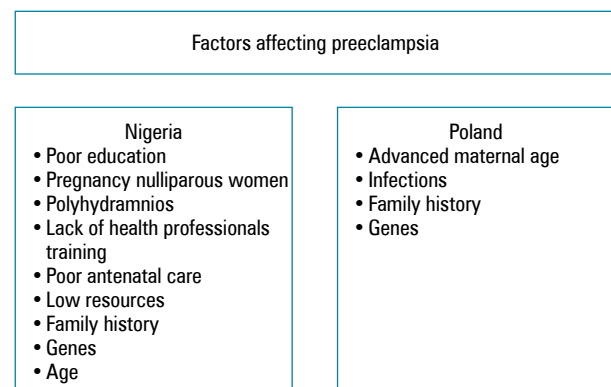 Factors affecting preeclampsia
Nigeria
• Poor education
• Pregnancy nulliparous women
• Polyhydramnios
• Lack of health professionals
training
• Poor antenatal care
• Low resources
• Family history
• Genes
• Age
Poland
• Advanced maternal age
• Infections
• Family history
• Genes